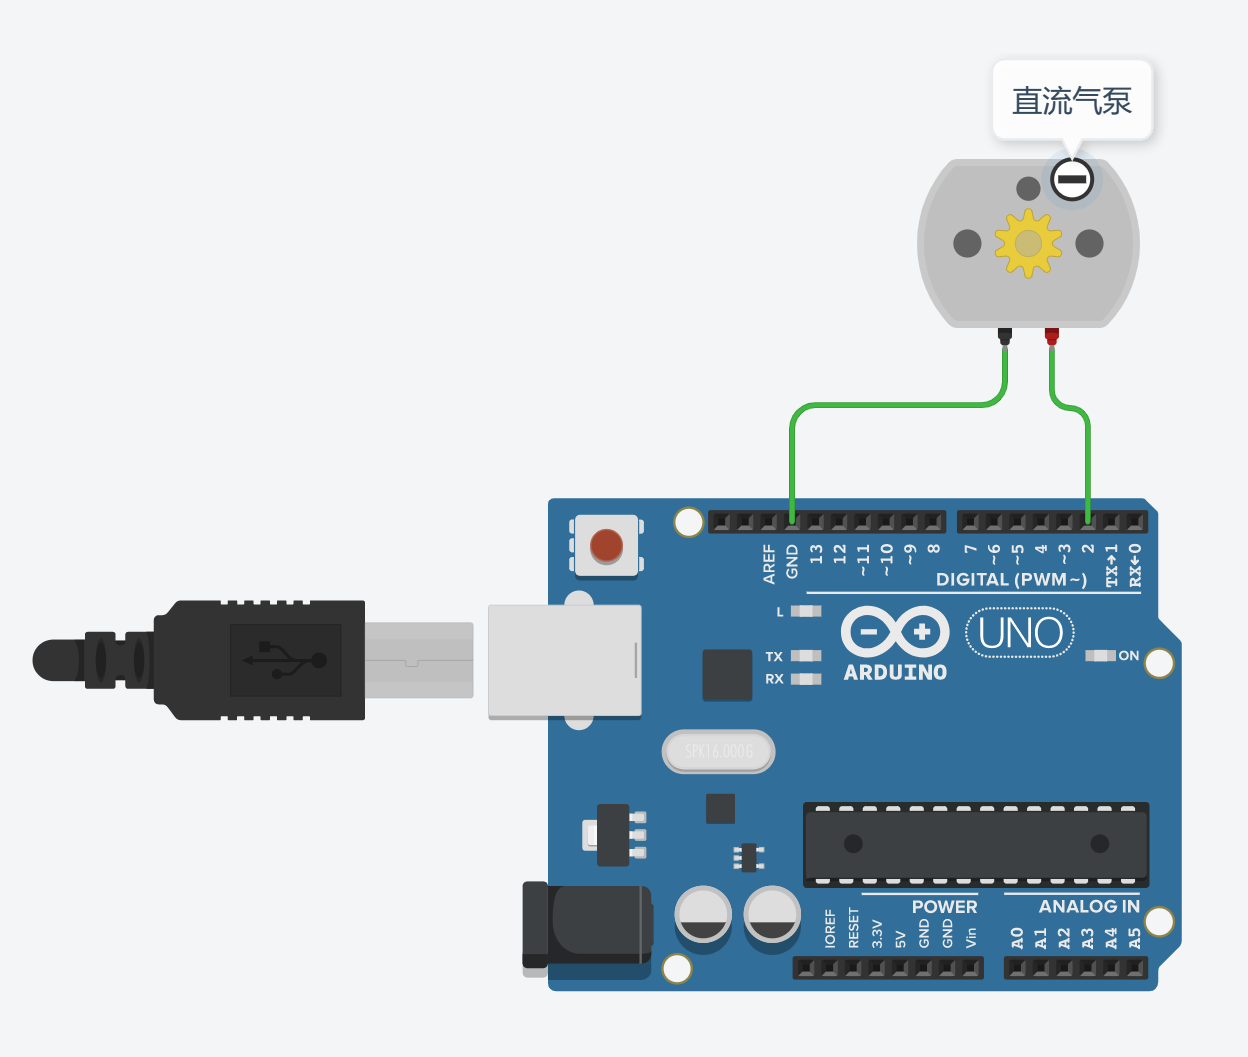 直流气泵
AREF
GND
13
12
~11
~10
~9
8
7
~6
~5
4
~3
2
TX→1
RX←0
DIGITAL (PWM~)
L
TX
RX
ARDUINO
UNO
ON
SPK16.000G
POWER
ANALOG IN
IOREF
RESET
3.3V
5V
GND
GND
Vin
A0
A1
A2
A3
A4
A5